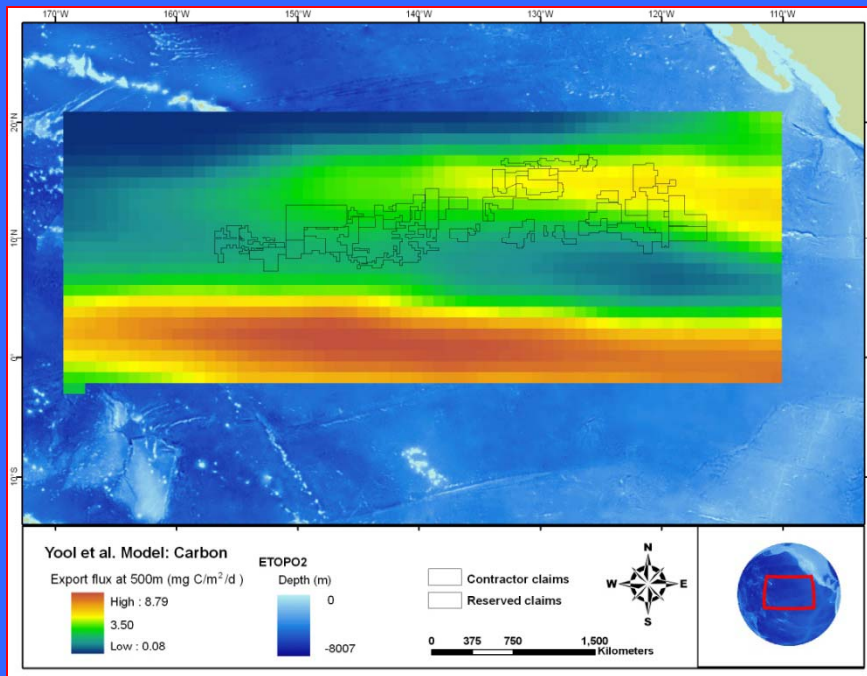 170°W 160°W 150°W 140°W 130°W 120°W 110°W
20°N
10°N
0°
10°S
Yool et al. Model: Carbon
Export flux at 500m (mg C/m²/d )
High : 8.79
3.50
Low : 0.08
ETOPO2
Depth (m)
0
-8007
Contractor claims
Reserved claims
N
W E
S
0 375 750 1,500
Kilometers